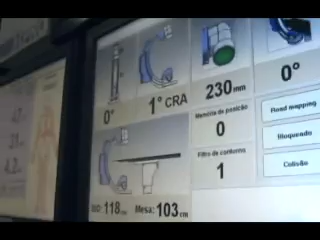 0°
1° CRA
230 mm
0°
Memória de posição
0
Road mapping
Filtro de contorno
1
Bloqueado
Colisão
118 cm
Mesa: 103 cm